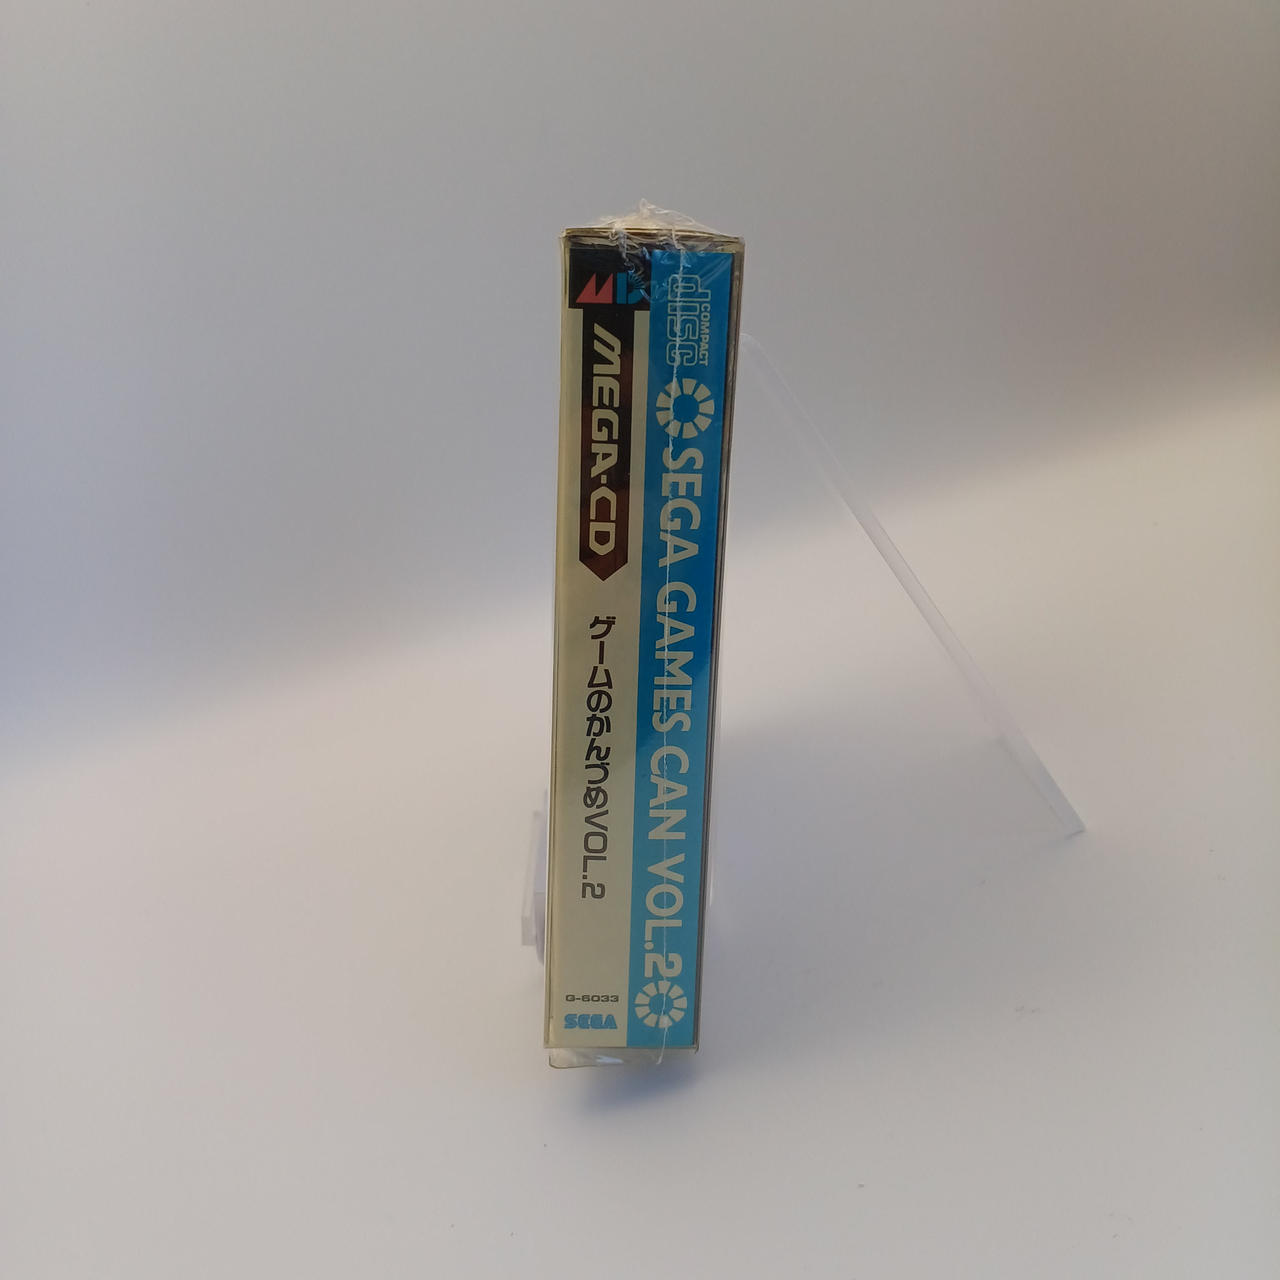 MD
MEGA-CD
ゲームのかんづめVOL.2
G-6033
SEGA
COMPACT
disc
SEGA GAMES CAN VOL.2